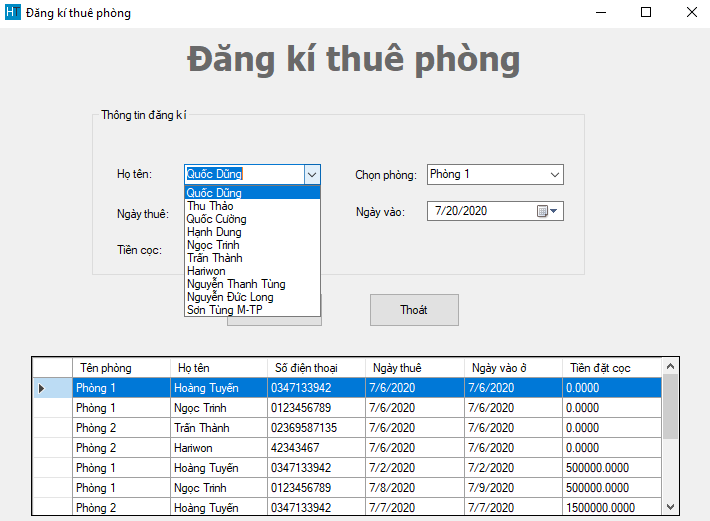 HT Đăng kí thuê phòng
Đăng kí thuê phòng
Thông tin đăng kí
Họ tên: Quốc Dũng Chọn phòng: Phòng 1
Quốc Dũng
Thu Thảo
Quốc Cường
Hạnh Dung
Ngọc Trinh
Trấn Thành
Hariwon
Nguyễn Thanh Tùng
Nguyễn Đức Long
Sơn Tùng M-TP
Ngày thuê: Ngày vào: 7/20/2020
Tiền cọc:
Thoát
Tên phòng Họ tên Số điện thoại Ngày thuê Ngày vào ở Tiền đặt cọc
Phòng 1 Hoàng Tuyến 0347133942 7/6/2020 7/6/2020 0.0000
Phòng 1 Ngọc Trinh 0123456789 7/6/2020 7/6/2020 0.0000
Phòng 2 Trấn Thành 02369587135 7/6/2020 7/6/2020 0.0000
Phòng 2 Hariwon 42343467 7/6/2020 7/6/2020 0.0000
Phòng 1 Hoàng Tuyến 0347133942 7/2/2020 7/2/2020 500000.0000
Phòng 1 Ngọc Trinh 0123456789 7/8/2020 7/9/2020 500000.0000
Phòng 2 Hoàng Tuyến 0347133942 7/7/2020 7/7/2020 1500000.0000